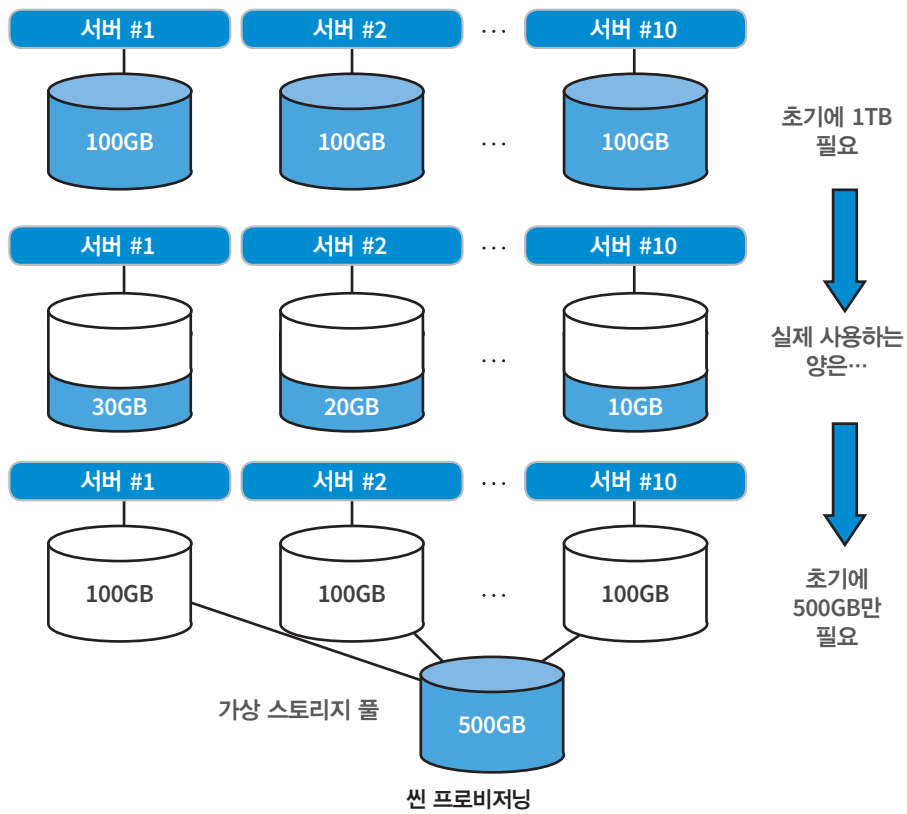 서버 #1
서버 #2
...
서버 #10
100GB
100GB
...
100GB
초기에 1TB
필요
서버 #1
서버 #2
...
서버 #10
30GB
20GB
...
10GB
실제 사용하는
양은…
서버 #1
서버 #2
...
서버 #10
100GB
100GB
...
100GB
초기에
500GB만
필요
가상 스토리지 풀
500GB
씬 프로비저닝